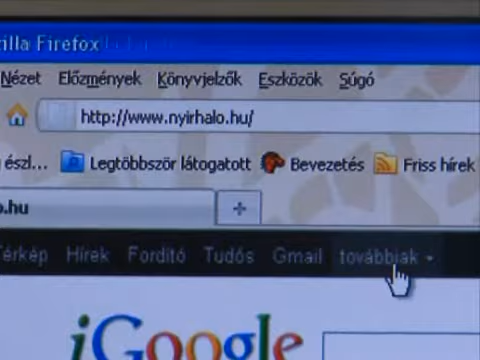 zilla Firefox
Nézet Előzmények Könyvjelzők Eszközök Súgó
http://www.nyirhalo.hu/
észl... Legtöbbször látogatott Bevezetés Friss hírek
o.hu
Térkép Hírek Fordító Tudós Gmail továbbiak
iGoogle